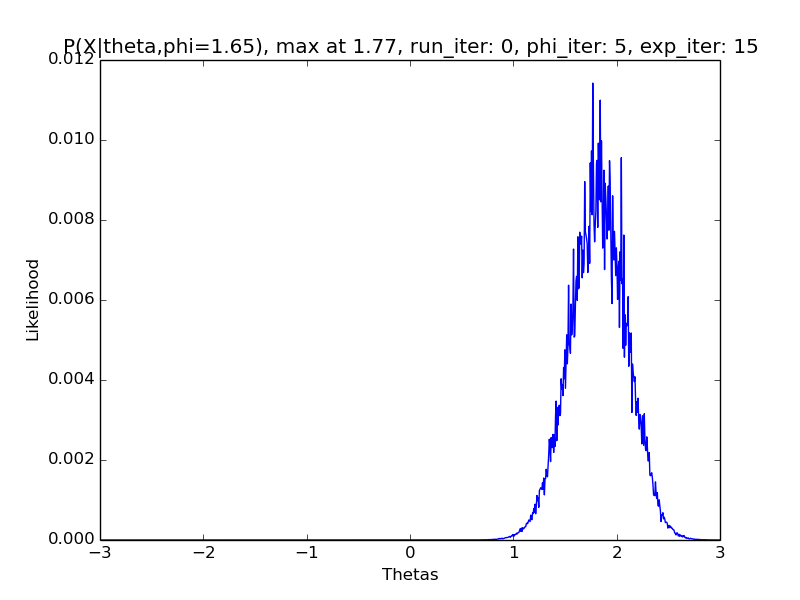 P(X|theta,phi=1.65), max at 1.77, run_iter: 0, phi_iter: 5, exp_iter: 15
0.012
0.010
0.008
0.006
0.004
0.002
0.000
Likelihood
−3 −2 −1 0 1 2 3
Thetas